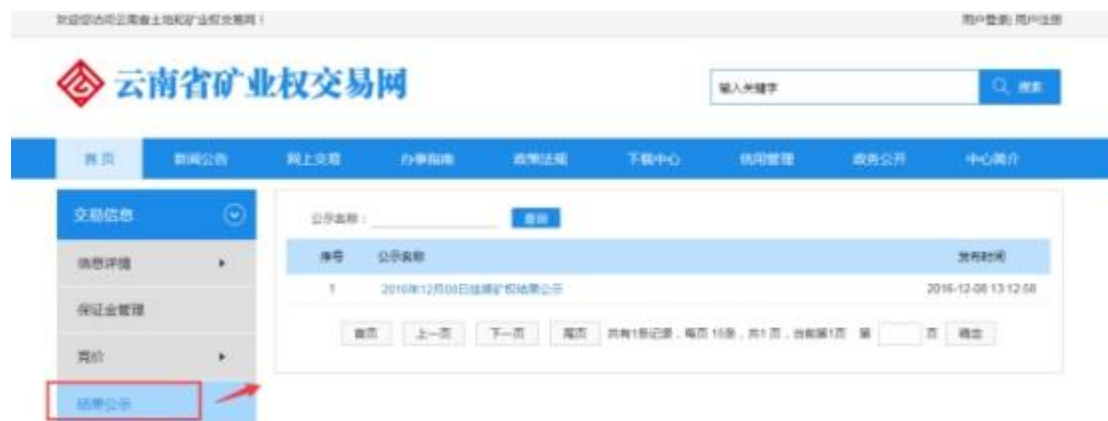 欢迎您访问云南省土地和矿业权交易网！ 用户登录| 用户注册
云南省矿业权交易网
输入关键字 搜索
首页 新闻公告 网上交易 办事指南 政策法规 下载中心 信用管理 政务公开 中心简介
交易信息
公示名称： 查询
信息详情
序号 公示名称 发布时间
1 2016年12月08日挂牌矿权结果公示 2016-12-08 13:12:58
保证金管理
首页 上一页 下一页 尾页 共有1条记录，每页 15条，共1 页，当前第1页 第 页 确定
竞价
结果公示